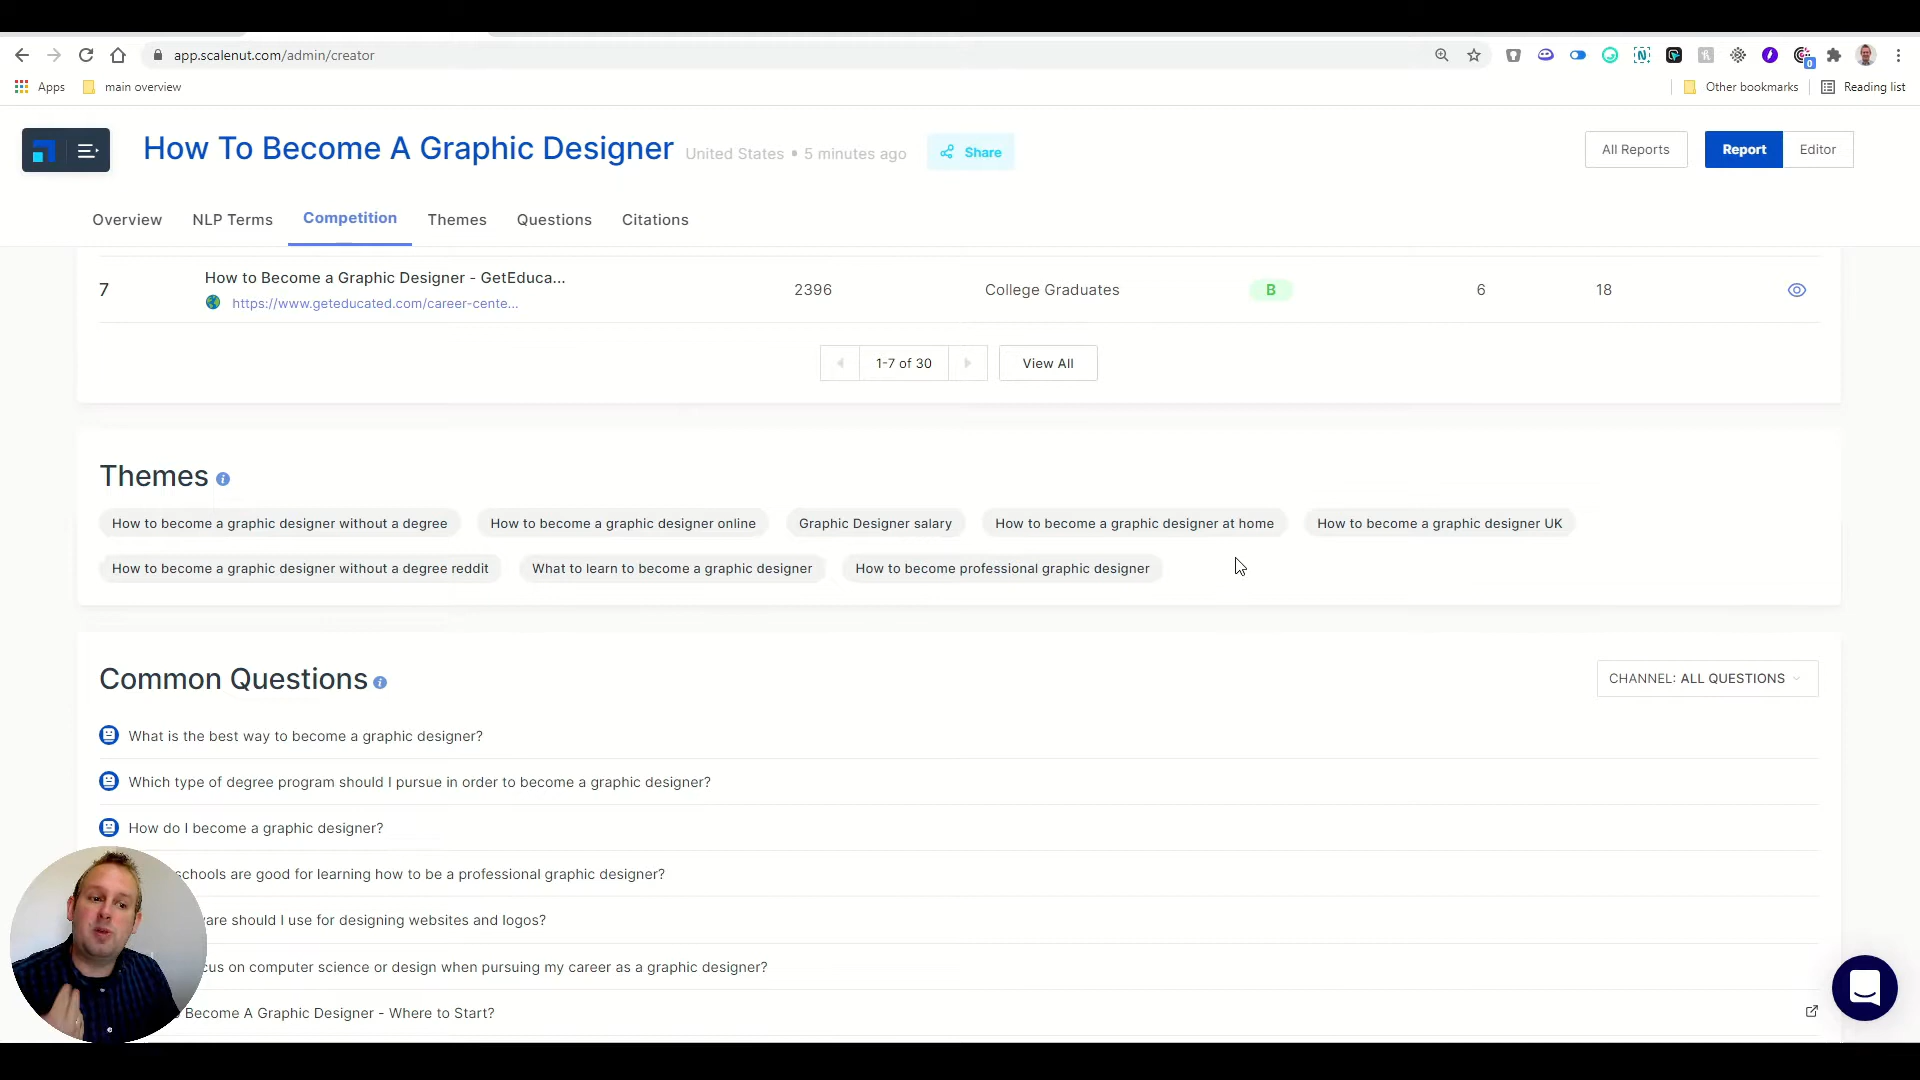 app.scalenut.com/admin/creator
0
Apps
main overview
Other bookmarks
Reading list
How To Become A Graphic Designer
United States • 5 minutes ago
Share
All Reports
Report
Editor
Overview
NLP Terms
Competition
Themes
Questions
Citations
7
How to Become a Graphic Designer - GetEduca...
https://www.geteducated.com/career-cente...
2396
College Graduates
B
6
18
1-7 of 30
View All
Themes
How to become a graphic designer without a degree
How to become a graphic designer online
Graphic Designer salary
How to become a graphic designer at home
How to become a graphic designer UK
How to become a graphic designer without a degree reddit
What to learn to become a graphic designer
How to become professional graphic designer
Common Questions
CHANNEL: ALL QUESTIONS
What is the best way to become a graphic designer?
Which type of degree program should I pursue in order to become a graphic designer?
How do I become a graphic designer?
schools are good for learning how to be a professional graphic designer?
should I use for designing websites and logos?
on computer science or design when pursuing my career as a graphic designer?
Become A Graphic Designer - Where to Start?